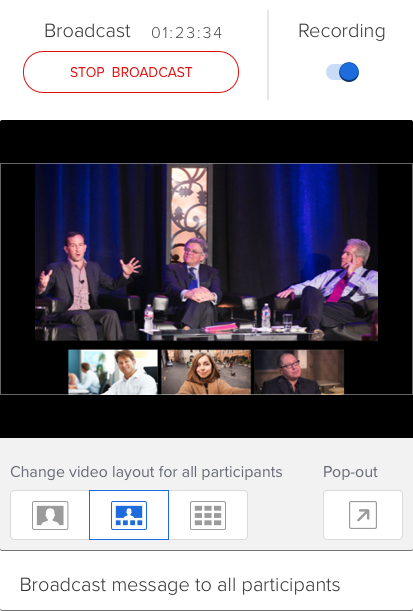 Broadcast 01:23:34 Recording
STOP BROADCAST
Change video layout for all participants Pop-out
Broadcast message to all participants